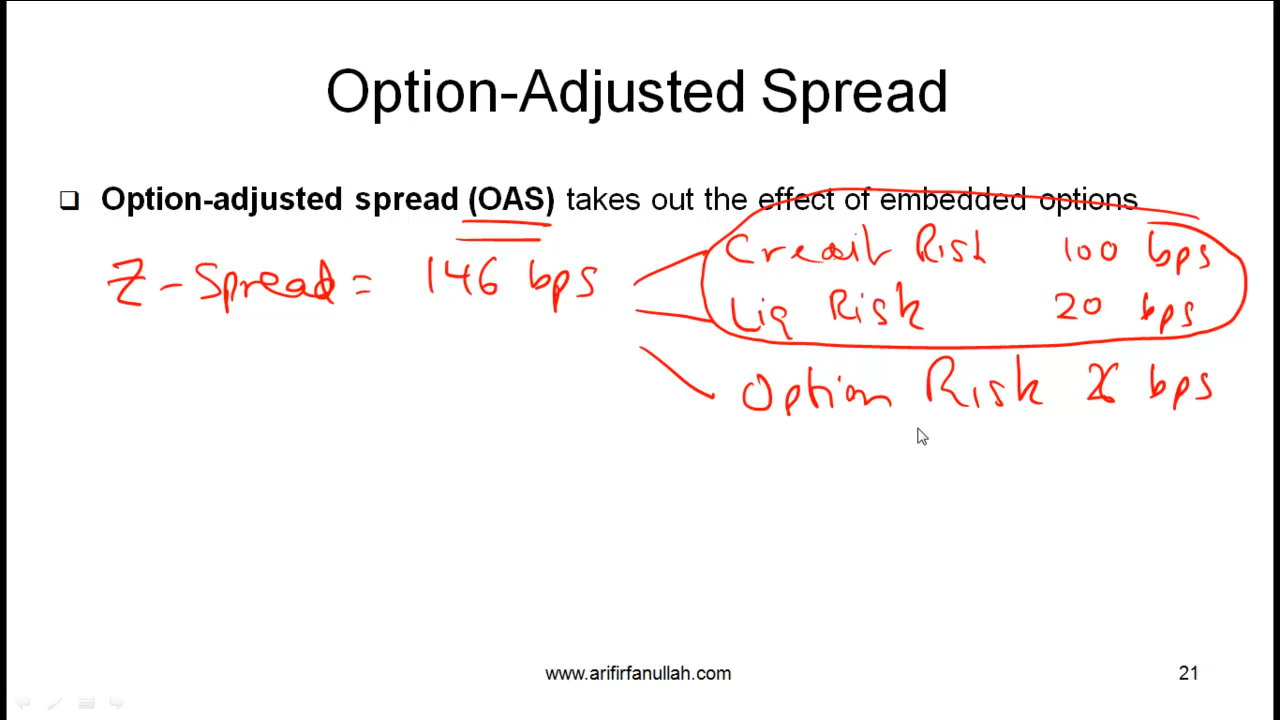 Option-Adjusted Spread
Option-adjusted spread (OAS) takes out the effect of embedded options
Credit Risk 100 bps
Z-Spread = 146 bps
Liq Risk 20 bps
Option Risk 26 bps
www.arifirfanullah.com
21